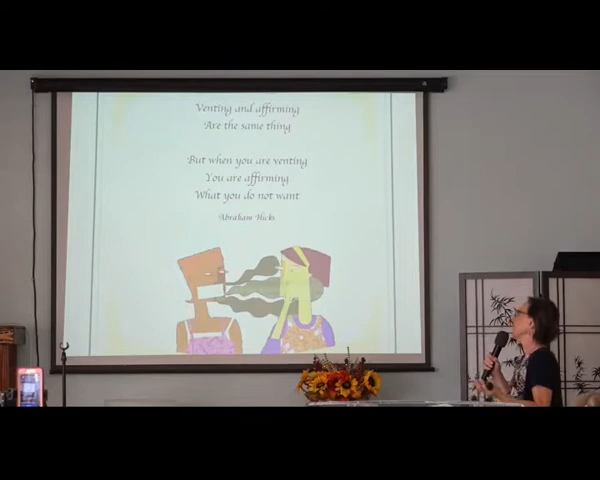 Venting and affirming
Are the same thing
But when you are venting
You are affirming
What you do not want
Abraham Hicks